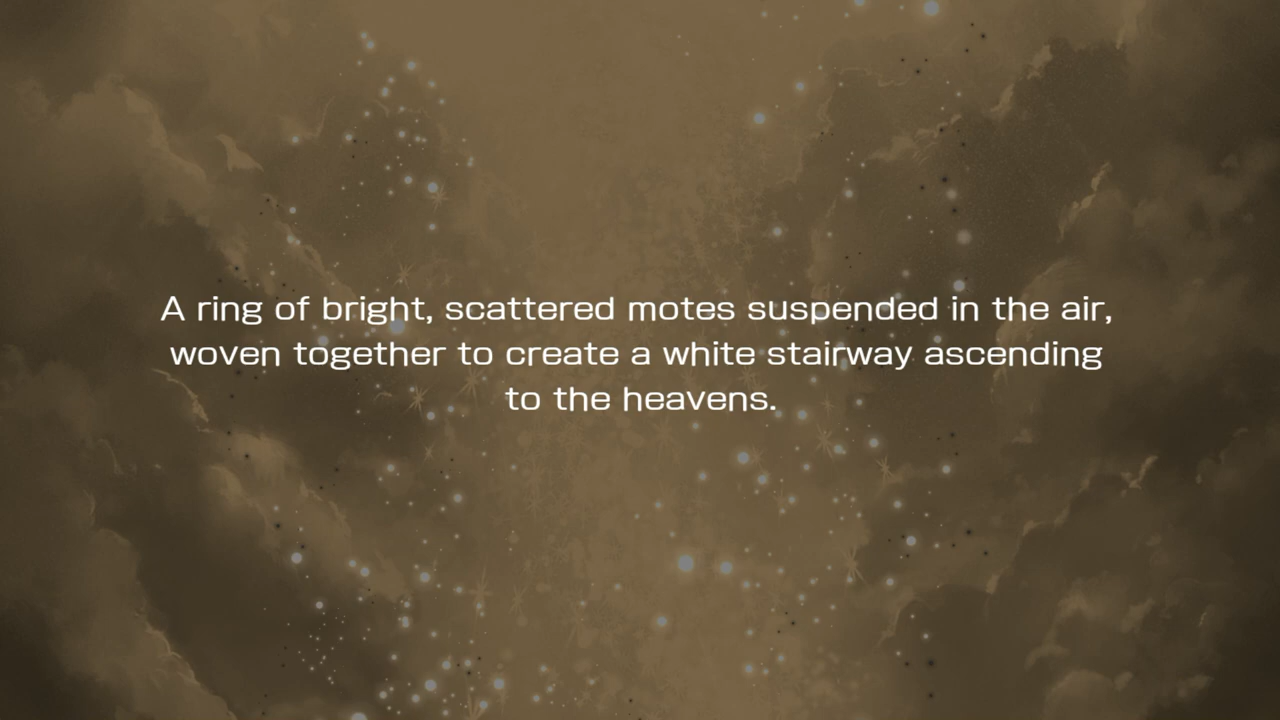 A ring of bright, scattered motes suspended in the air,
woven together to create a white stairway ascending
to the heavens.